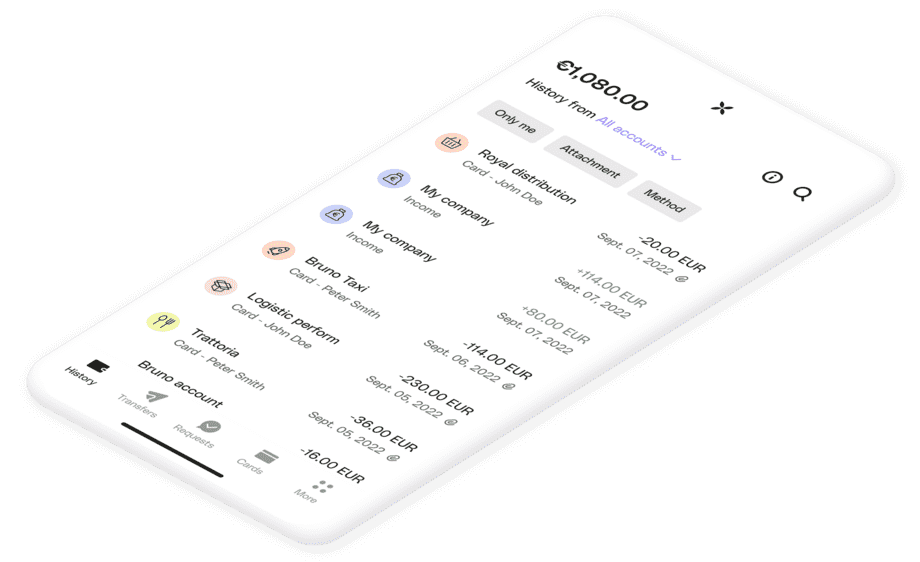 €1,080.00
History from All accounts
Only me
Attachment
Method
Royal distribution
-20.00 EUR
Card - John Doe
Sept. 07, 2022
My company
+114.00 EUR
Income
Sept. 07, 2022
My company
+80.00 EUR
Income
Sept. 07, 2022
Bruno Taxi
-114.00 EUR
Card - Peter Smith
Sept. 06, 2022
Logistic perform
-230.00 EUR
Card - John Doe
Sept. 05, 2022
Trattoria
-36.00 EUR
Card - Peter Smith
Sept. 05, 2022
Bruno account
-16.00 EUR
History
Transfers
Requests
Cards
More